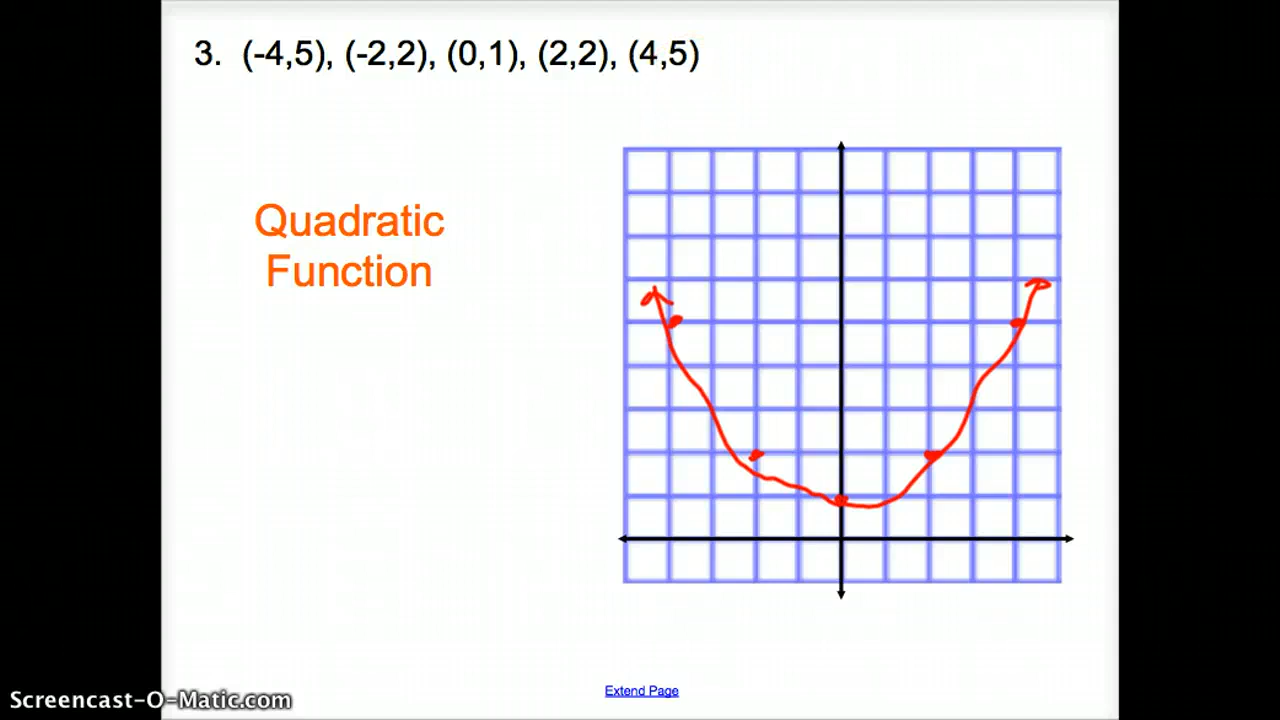 3. (-4,5), (-2,2), (0,1), (2,2), (4,5)
Quadratic
Function
Extend Page
Screencast-O-Matic.com